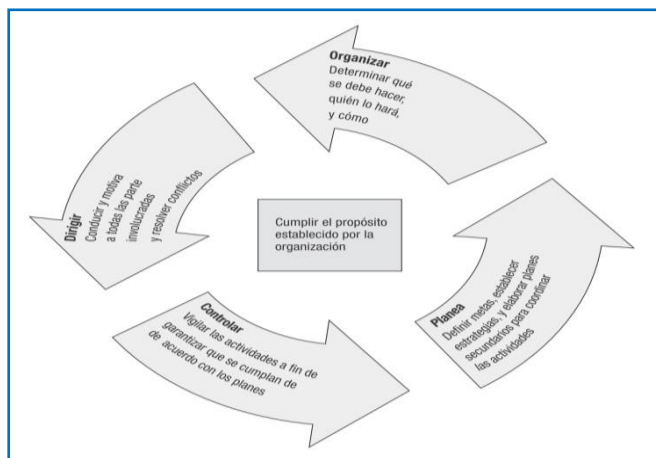 Organizar
Determinar qué
se debe hacer,
quién lo hará,
y cómo
Dirigir
Conducir y motiva
a todas las parte
involucradas
y resolver conflictos
Cumplir el propósito
establecido por la
organización
Controlar
Vigilar las actividades a fin de
garantizar que se cumplan de
de acuerdo con los planes
Planea
Definir metas, establecer
estrategias, y elaborar planes
secundarios para coordinar
las actividades